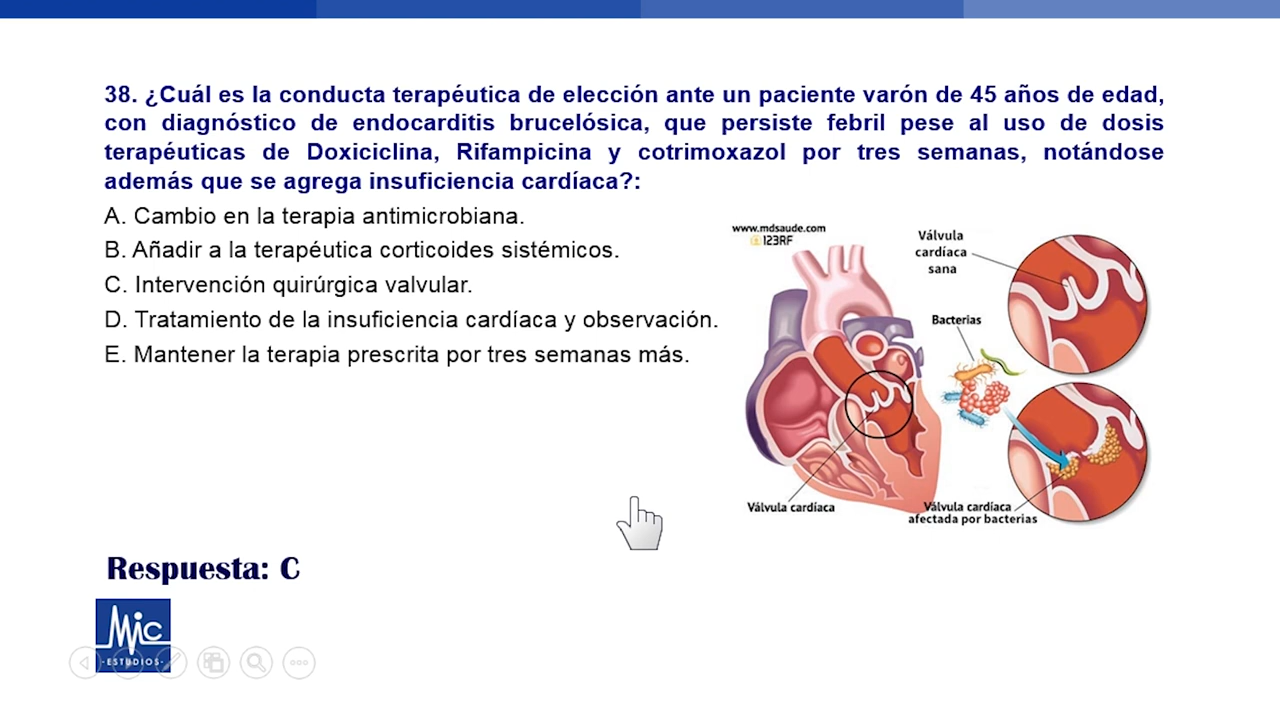 38. ¿Cuál es la conducta terapéutica de elección ante un paciente varón de 45 años de edad,
con diagnóstico de endocarditis brucelósica, que persiste febril pese al uso de dosis
terapéuticas de Doxiciclina, Rifampicina y cotrimoxazol por tres semanas, notándose
además que se agrega insuficiencia cardíaca?:
A. Cambio en la terapia antimicrobiana.
B. Añadir a la terapéutica corticoides sistémicos.
C. Intervención quirúrgica valvular.
D. Tratamiento de la insuficiencia cardíaca y observación.
E. Mantener la terapia prescrita por tres semanas más.
www.mdsaude.com
123RF
Válvula
cardíaca
sana
Bacterias
Válvula cardíaca
Válvula cardíaca
afectada por bacterias
Respuesta: C
Mic
-ESTUDIOS-